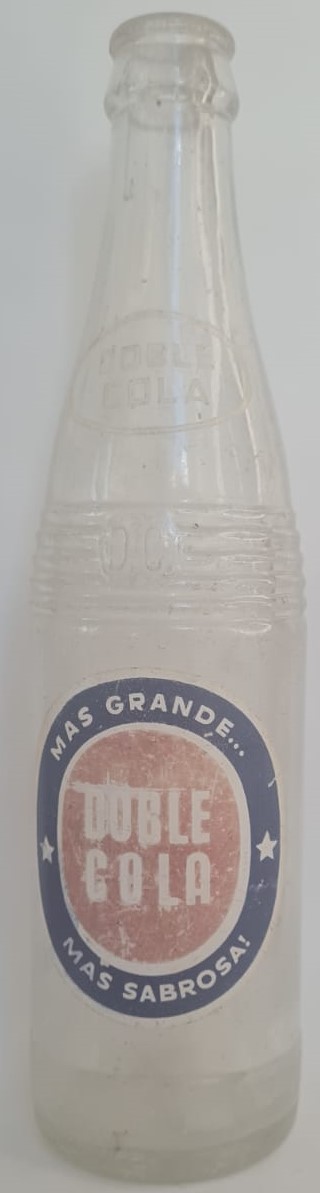 DOBLE
COLA
D.C.
MAS GRANDE...
DOBLE
COLA
MAS SABROSA!